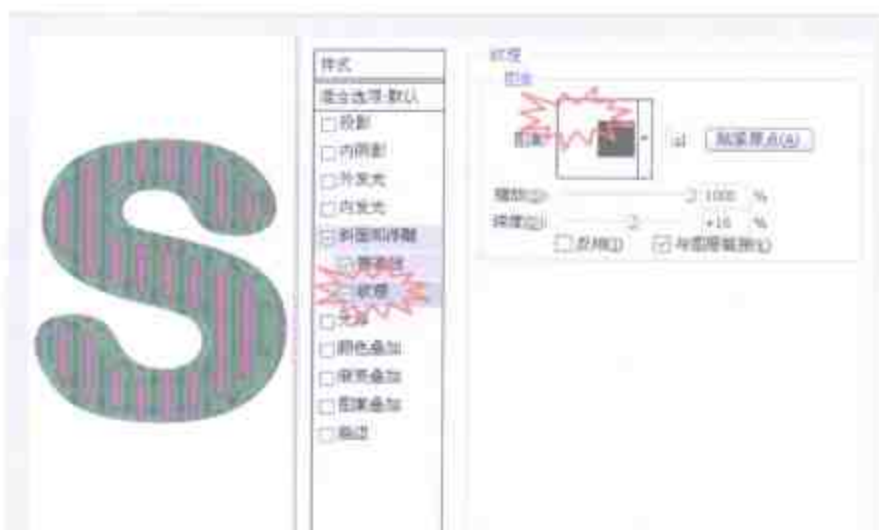 S
样式
混合选项:默认
投影
内阴影
外发光
内发光
斜面和浮雕
等高线
纹理
光泽
颜色叠加
渐变叠加
图案叠加
描边
纹理
图素
图案:
贴紧原点(A)
缩放(S): 1000 %
深度(D): +16 %
反相(I) 与图层链接(K)